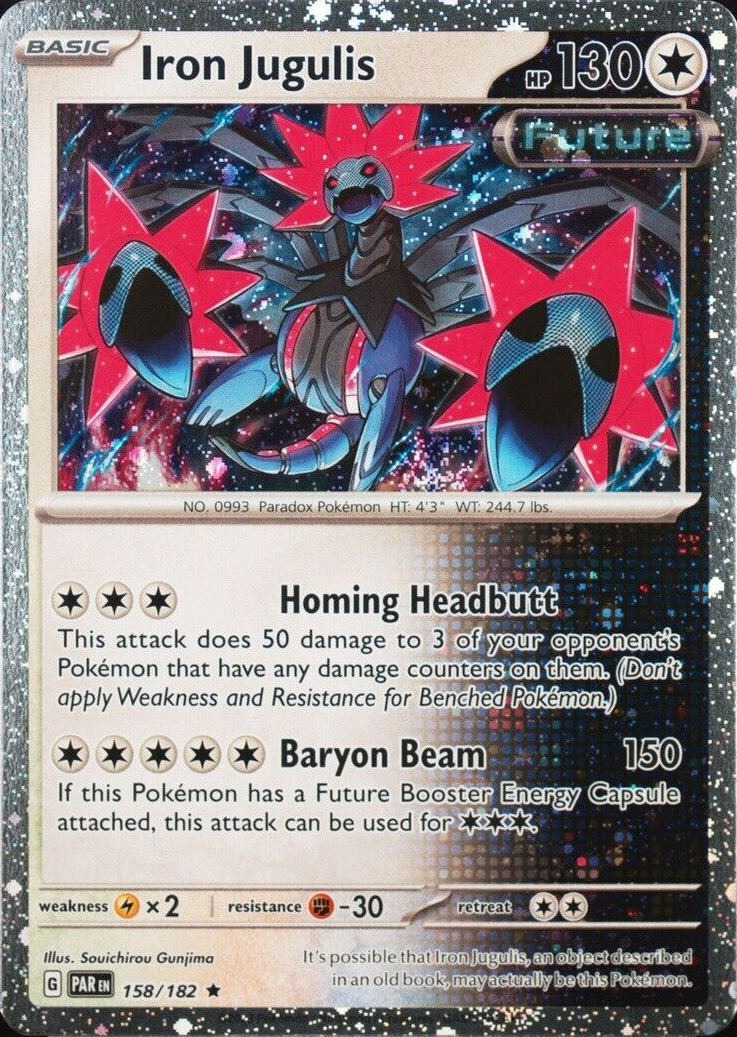 BASIC Iron Jugulis HP 130
Future
NO. 0993 Paradox Pokémon HT: 4'3" WT: 244.7 lbs.
Homing Headbutt
This attack does 50 damage to 3 of your opponent's
Pokémon that have any damage counters on them. (Don't
apply Weakness and Resistance for Benched Pokémon.)
Baryon Beam 150
If this Pokémon has a Future Booster Energy Capsule
attached, this attack can be used for ✶✶✶.
weakness ×2 resistance -30 retreat
Illus. Souichirou Gunjima
It's possible that Iron Jugulis, an object described
in an old book, may actually be this Pokémon.
G PAR EN 158/182 ★